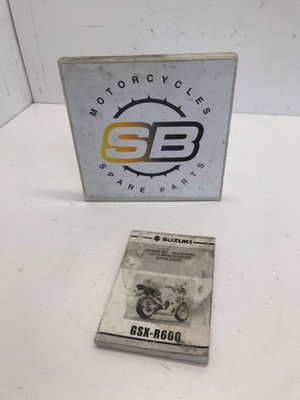 MOTORCYCLES
SB
SPARE PARTS
SUZUKI
GSX-R600